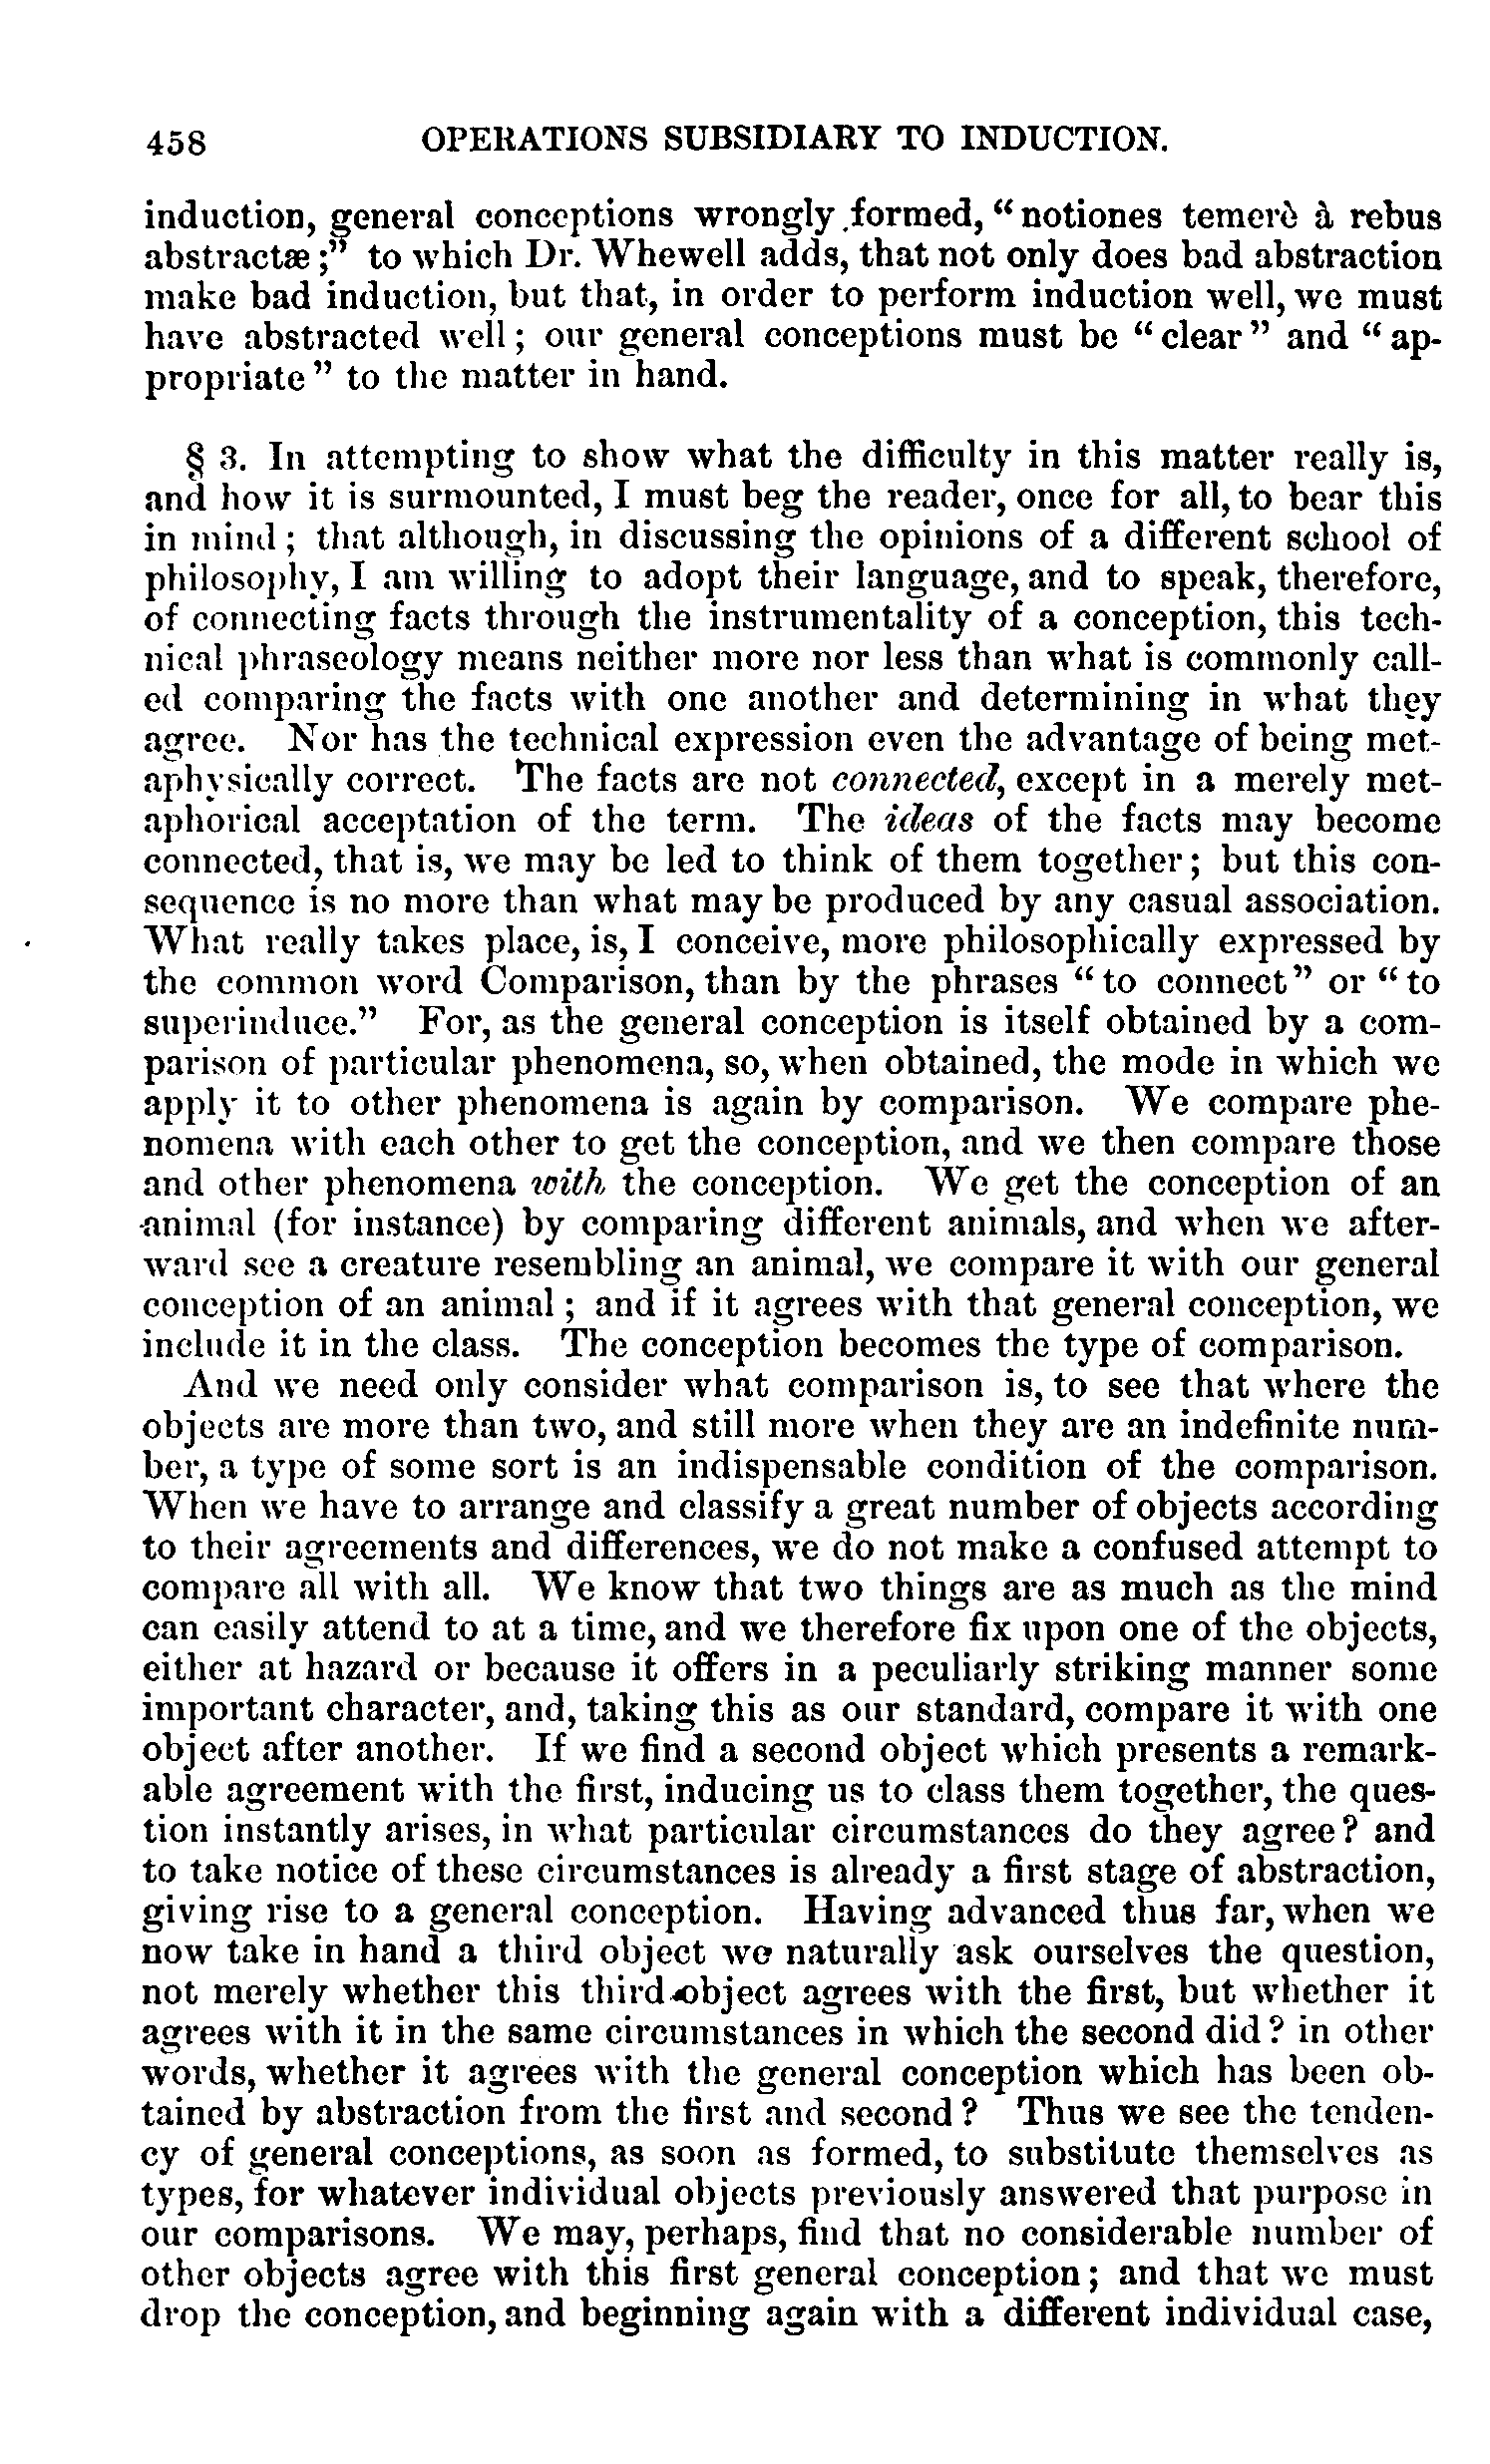 458 OPERATIONS SUBSIDIARY TO INDUCTION.
induction, general conceptions wrongly formed, “notiones temerè à rebus
abstractæ;” to which Dr. Whewell adds, that not only does bad abstraction
make bad induction, but that, in order to perform induction well, we must
have abstracted well; our general conceptions must be “clear” and “ap-
propriate” to the matter in hand.
§ 3. In attempting to show what the difficulty in this matter really is,
and how it is surmounted, I must beg the reader, once for all, to bear this
in mind; that although, in discussing the opinions of a different school of
philosophy, I am willing to adopt their language, and to speak, therefore,
of connecting facts through the instrumentality of a conception, this tech-
nical phraseology means neither more nor less than what is commonly call-
ed comparing the facts with one another and determining in what they
agree. Nor has the technical expression even the advantage of being met-
aphysically correct. The facts are not connected, except in a merely met-
aphorical acceptation of the term. The ideas of the facts may become
connected, that is, we may be led to think of them together; but this con-
sequence is no more than what may be produced by any casual association.
What really takes place, is, I conceive, more philosophically expressed by
the common word Comparison, than by the phrases “to connect” or “to
superinduce.” For, as the general conception is itself obtained by a com-
parison of particular phenomena, so, when obtained, the mode in which we
apply it to other phenomena is again by comparison. We compare phe-
nomena with each other to get the conception, and we then compare those
and other phenomena with the conception. We get the conception of an
animal (for instance) by comparing different animals, and when we after-
ward see a creature resembling an animal, we compare it with our general
conception of an animal; and if it agrees with that general conception, we
include it in the class. The conception becomes the type of comparison.
And we need only consider what comparison is, to see that where the
objects are more than two, and still more when they are an indefinite num-
ber, a type of some sort is an indispensable condition of the comparison.
When we have to arrange and classify a great number of objects according
to their agreements and differences, we do not make a confused attempt to
compare all with all. We know that two things are as much as the mind
can easily attend to at a time, and we therefore fix upon one of the objects,
either at hazard or because it offers in a peculiarly striking manner some
important character, and, taking this as our standard, compare it with one
object after another. If we find a second object which presents a remark-
able agreement with the first, inducing us to class them together, the ques-
tion instantly arises, in what particular circumstances do they agree? and
to take notice of these circumstances is already a first stage of abstraction,
giving rise to a general conception. Having advanced thus far, when we
now take in hand a third object we naturally ask ourselves the question,
not merely whether this third object agrees with the first, but whether it
agrees with it in the same circumstances in which the second did? in other
words, whether it agrees with the general conception which has been ob-
tained by abstraction from the first and second? Thus we see the tenden-
cy of general conceptions, as soon as formed, to substitute themselves as
types, for whatever individual objects previously answered that purpose in
our comparisons. We may, perhaps, find that no considerable number of
other objects agree with this first general conception; and that we must
drop the conception, and beginning again with a different individual case,